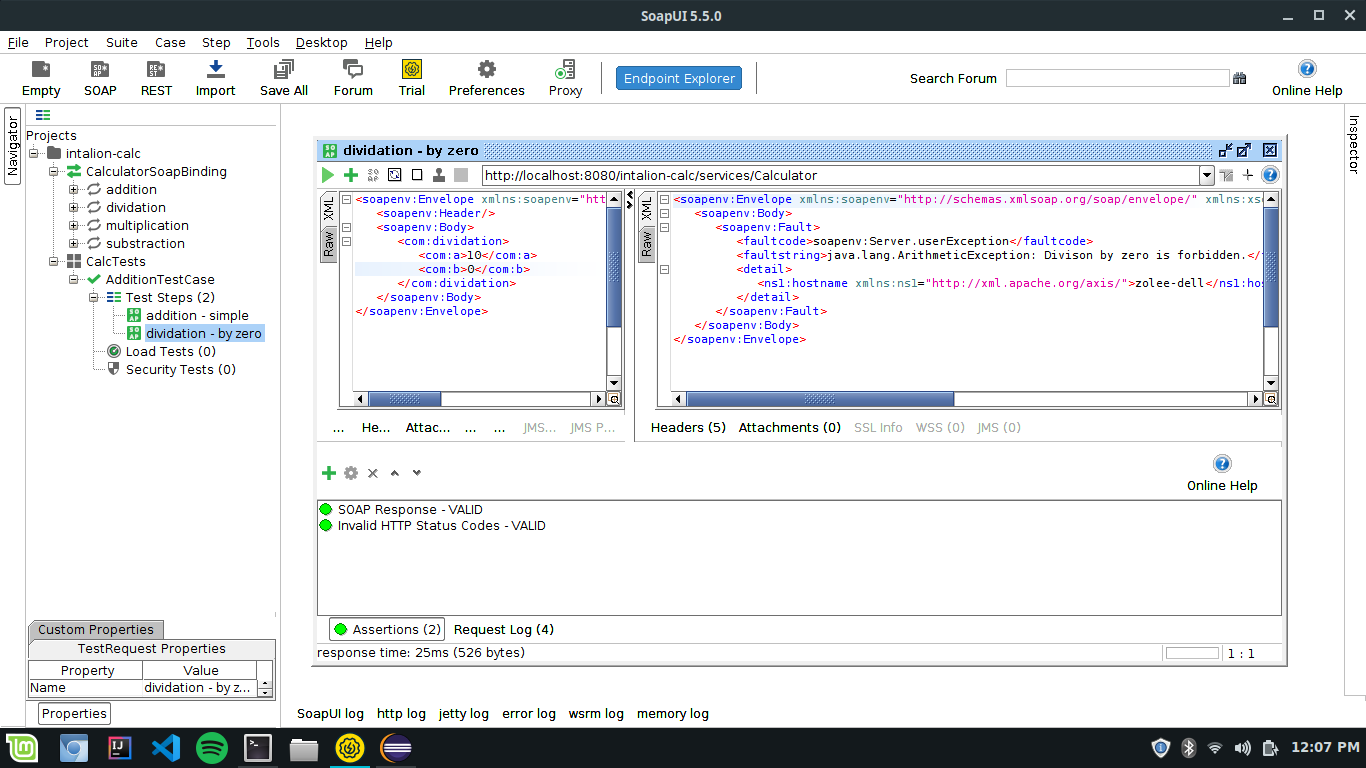 SoapUI 5.5.0
File Project Suite Case Step Tools Desktop Help
Empty SOAP REST Import Save All Forum Trial Preferences Proxy Endpoint Explorer Search Forum Online Help
Navigator
Inspector
Projects
intalion-calc
CalculatorSoapBinding
addition
dividation
multiplication
substraction
CalcTests
AdditionTestCase
Test Steps (2)
addition - simple
dividation - by zero
Load Tests (0)
Security Tests (0)
Custom Properties
TestRequest Properties
Property Value
Name dividation - by z...
Properties
dividation - by zero
http://localhost:8080/intalion-calc/services/Calculator
XML
Raw
<soapenv:Envelope xmlns:soapenv="htt
<soapenv:Header/>
<soapenv:Body>
<com:dividation>
<com:a>10</com:a>
<com:b>0</com:b>
</com:dividation>
</soapenv:Body>
</soapenv:Envelope>
... He... Attac... ... ... JMS... JMS P...
XML
Raw
<soapenv:Envelope xmlns:soapenv="http://schemas.xmlsoap.org/soap/envelope/" xmlns:xs
<soapenv:Body>
<soapenv:Fault>
<faultcode>soapenv:Server.userException</faultcode>
<faultstring>java.lang.ArithmeticException: Divison by zero is forbidden.</
<detail>
<ns1:hostname xmlns:ns1="http://xml.apache.org/axis/">zolee-dell</ns1:hos
</detail>
</soapenv:Fault>
</soapenv:Body>
</soapenv:Envelope>
Headers (5) Attachments (0) SSL Info WSS (0) JMS (0)
Online Help
SOAP Response - VALID
Invalid HTTP Status Codes - VALID
Assertions (2) Request Log (4)
response time: 25ms (526 bytes) 1 : 1
SoapUI log http log jetty log error log wsrm log memory log
12:07 PM